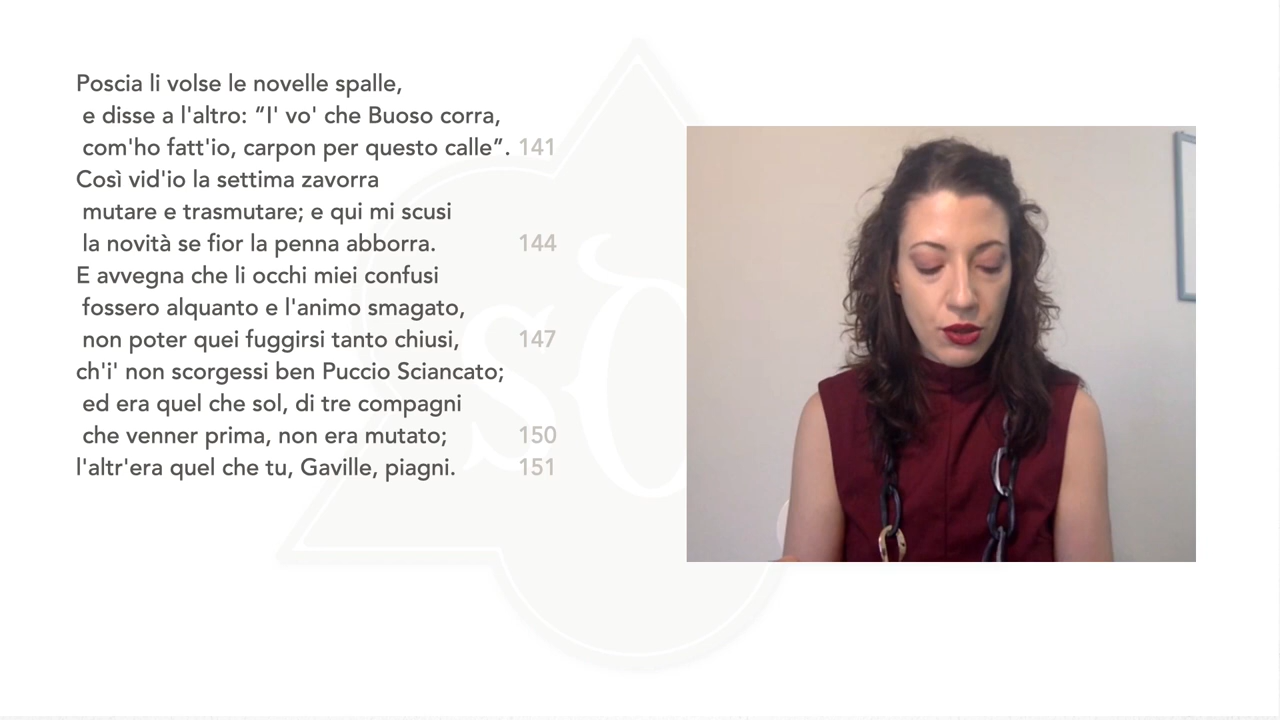 Poscia li volse le novelle spalle,
e disse a l'altro: “I' vo' che Buoso corra,
com'ho fatt'io, carpon per questo calle”. 141
Così vid'io la settima zavorra
mutare e trasmutare; e qui mi scusi
la novità se fior la penna abborra. 144
E avvegna che li occhi miei confusi
fossero alquanto e l'animo smagato,
non poter quei fuggirsi tanto chiusi, 147
ch'i' non scorgessi ben Puccio Sciancato;
ed era quel che sol, di tre compagni
che venner prima, non era mutato; 150
l'altr'era quel che tu, Gaville, piagni. 151